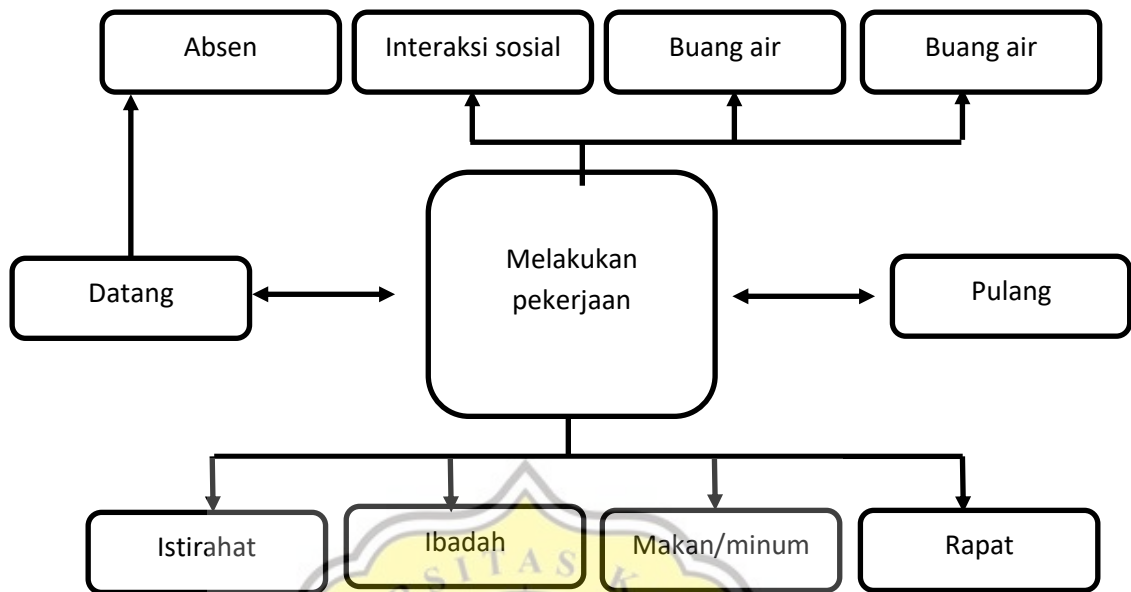 Absen
Interaksi sosial
Buang air
Buang air
Datang
Melakukan
pekerjaan
Pulang
Istirahat
Ibadah
Makan/minum
Rapat